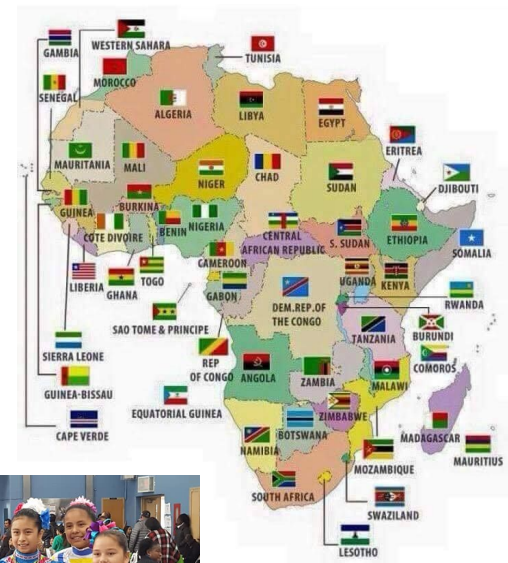 GAMBIA
WESTERN SAHARA
TUNISIA
SENEGAL
MOROCCO
ALGERIA
LIBYA
EGYPT
ERITREA
MAURITANIA
MALI
NIGER
CHAD
SUDAN
DJIBOUTI
GUINEA
BURKINA
BENIN
NIGERIA
COTE DIVOIRE
CENTRAL
AFRICAN REPUBLIC
S. SUDAN
ETHIOPIA
SOMALIA
CAMEROON
LIBERIA
GHANA
TOGO
GABON
UGANDA
KENYA
RWANDA
DEM.REP.OF
THE CONGO
SAO TOME & PRINCIPE
TANZANIA
BURUNDI
SIERRA LEONE
REP
OF CONGO
ANGOLA
ZAMBIA
MALAWI
COMOROS
GUINEA-BISSAU
EQUATORIAL GUINEA
ZIMBABWE
CAPE VERDE
NAMIBIA
BOTSWANA
MADAGASCAR
MAURITIUS
MOZAMBIQUE
SOUTH AFRICA
SWAZILAND
LESOTHO